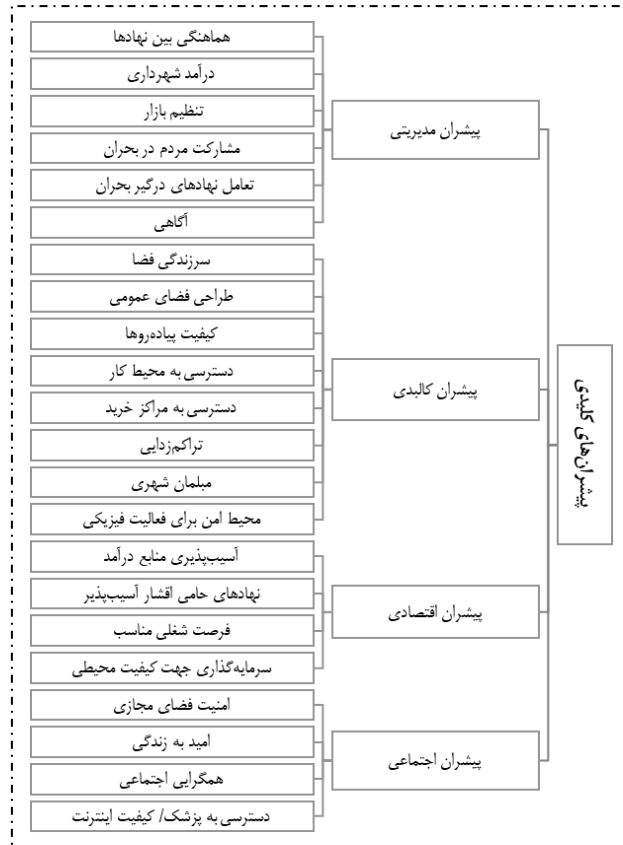 پیشران‌های کلیدی
پیشران مدیریتی
هماهنگی بین نهادها
درآمد شهرداری
تنظیم بازار
مشارکت مردم در بحران
تعامل نهادهای درگیر بحران
آگاهی
پیشران کالبدی
سرزندگی فضا
طراحی فضای عمومی
کیفیت پیاده‌روها
دسترسی به محیط کار
دسترسی به مراکز خرید
تراکم‌زدایی
مبلمان شهری
محیط امن برای فعالیت فیزیکی
پیشران اقتصادی
آسیب‌پذیری منابع درآمد
نهادهای حامی اقشار آسیب‌پذیر
فرصت شغلی مناسب
سرمایه‌گذاری جهت کیفیت محیطی
پیشران اجتماعی
امنیت فضای مجازی
امید به زندگی
همگرایی اجتماعی
دسترسی به پزشک/ کیفیت اینترنت